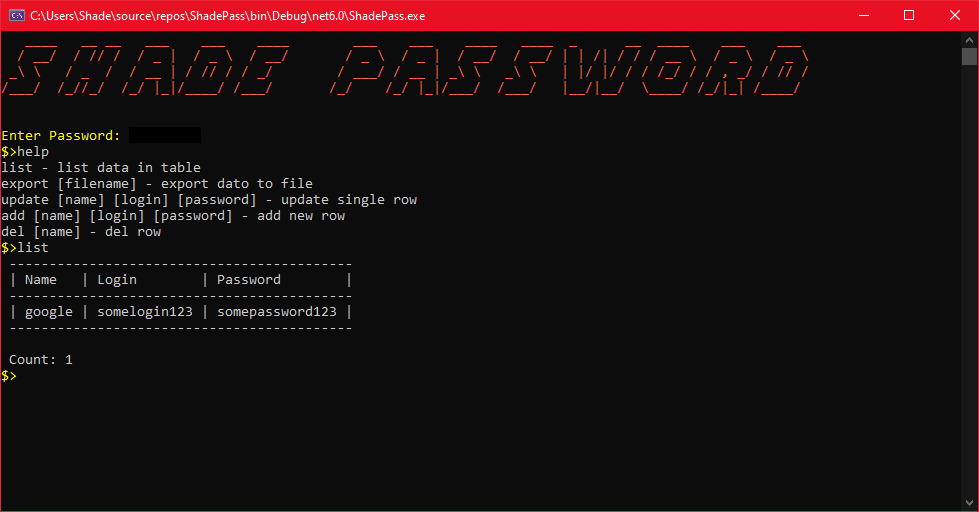 C:\Users\Shade\source\repos\ShadePass\bin\Debug\net6.0\ShadePass.exe
SHADE PASSWORD
Enter Password:
$>help
list - list data in table
export [filename] - export dato to file
update [name] [login] [password] - update single row
add [name] [login] [password] - add new row
del [name] - del row
$>list
| Name | Login | Password |
| google | somelogin123 | somepassword123 |
Count: 1
$>